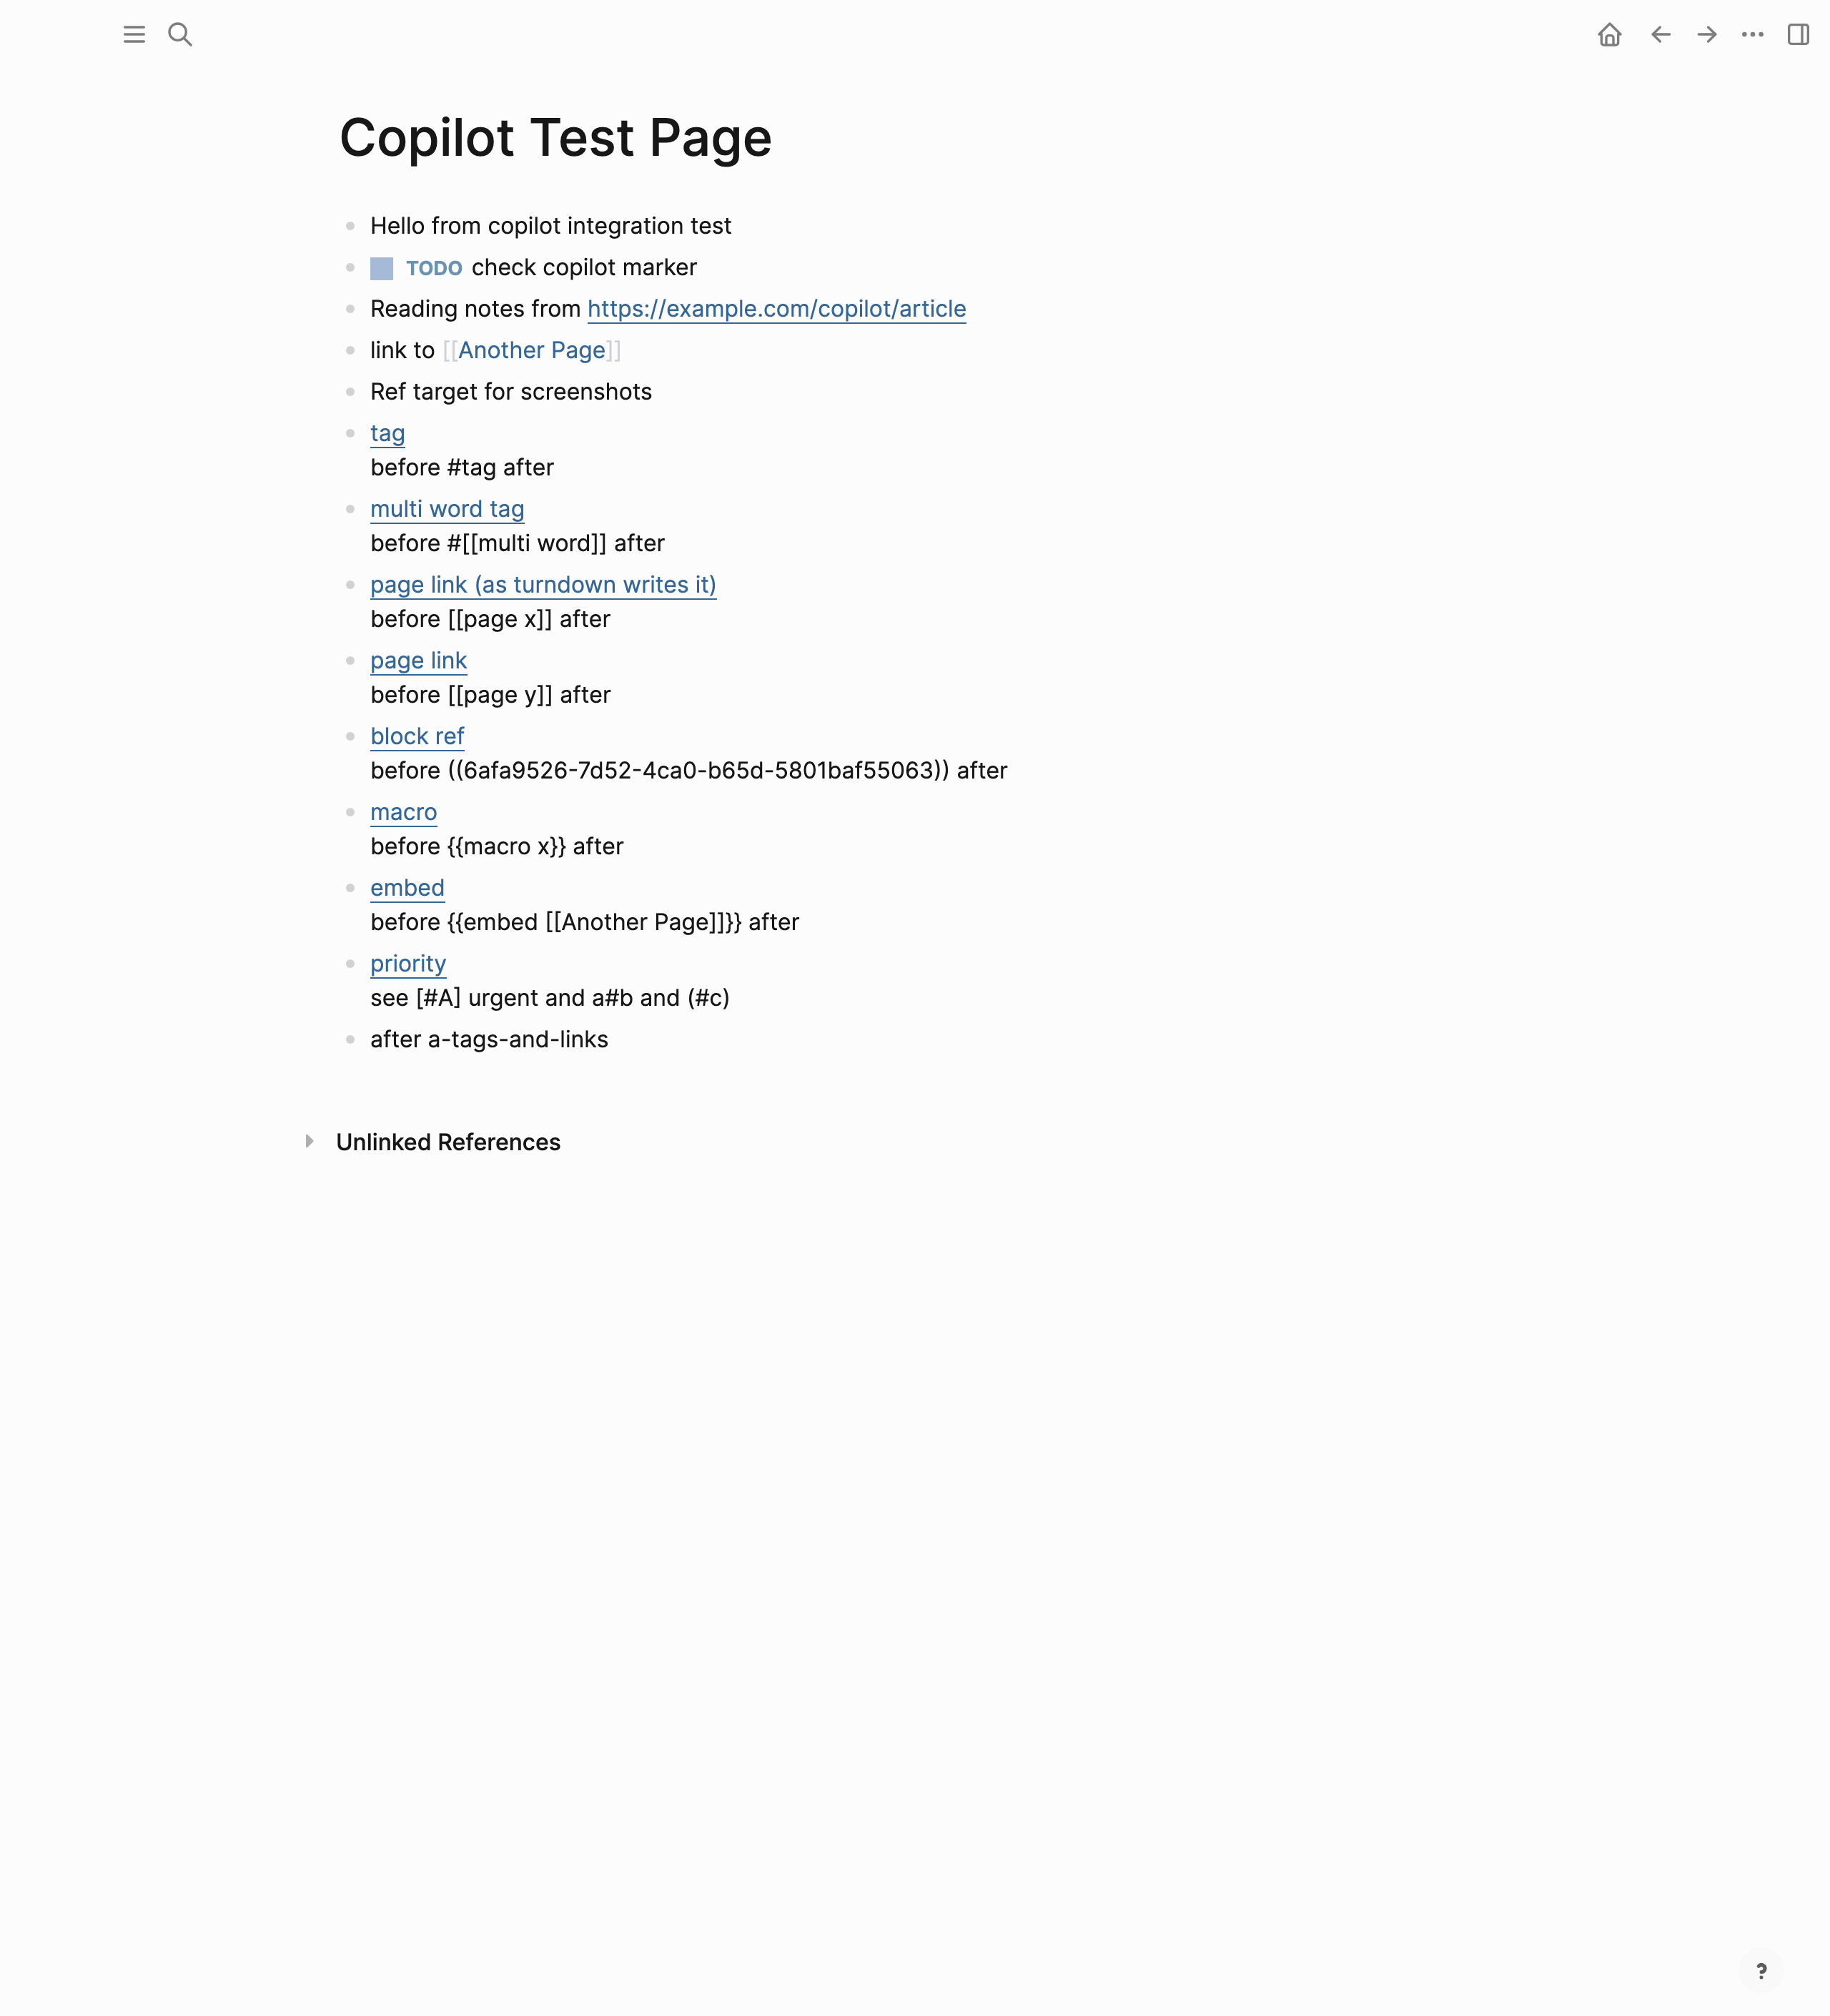 Copilot Test Page
Hello from copilot integration test
TODO check copilot marker
Reading notes from https://example.com/copilot/article
link to [[Another Page]]
Ref target for screenshots
tag
before #tag after
multi word tag
before #[[multi word]] after
page link (as turndown writes it)
before [[page x]] after
page link
before [[page y]] after
block ref
before ((6afa9526-7d52-4ca0-b65d-5801baf55063)) after
macro
before {{macro x}} after
embed
before {{embed [[Another Page]]}} after
priority
see [#A] urgent and a#b and (#c)
after a-tags-and-links
Unlinked References
?